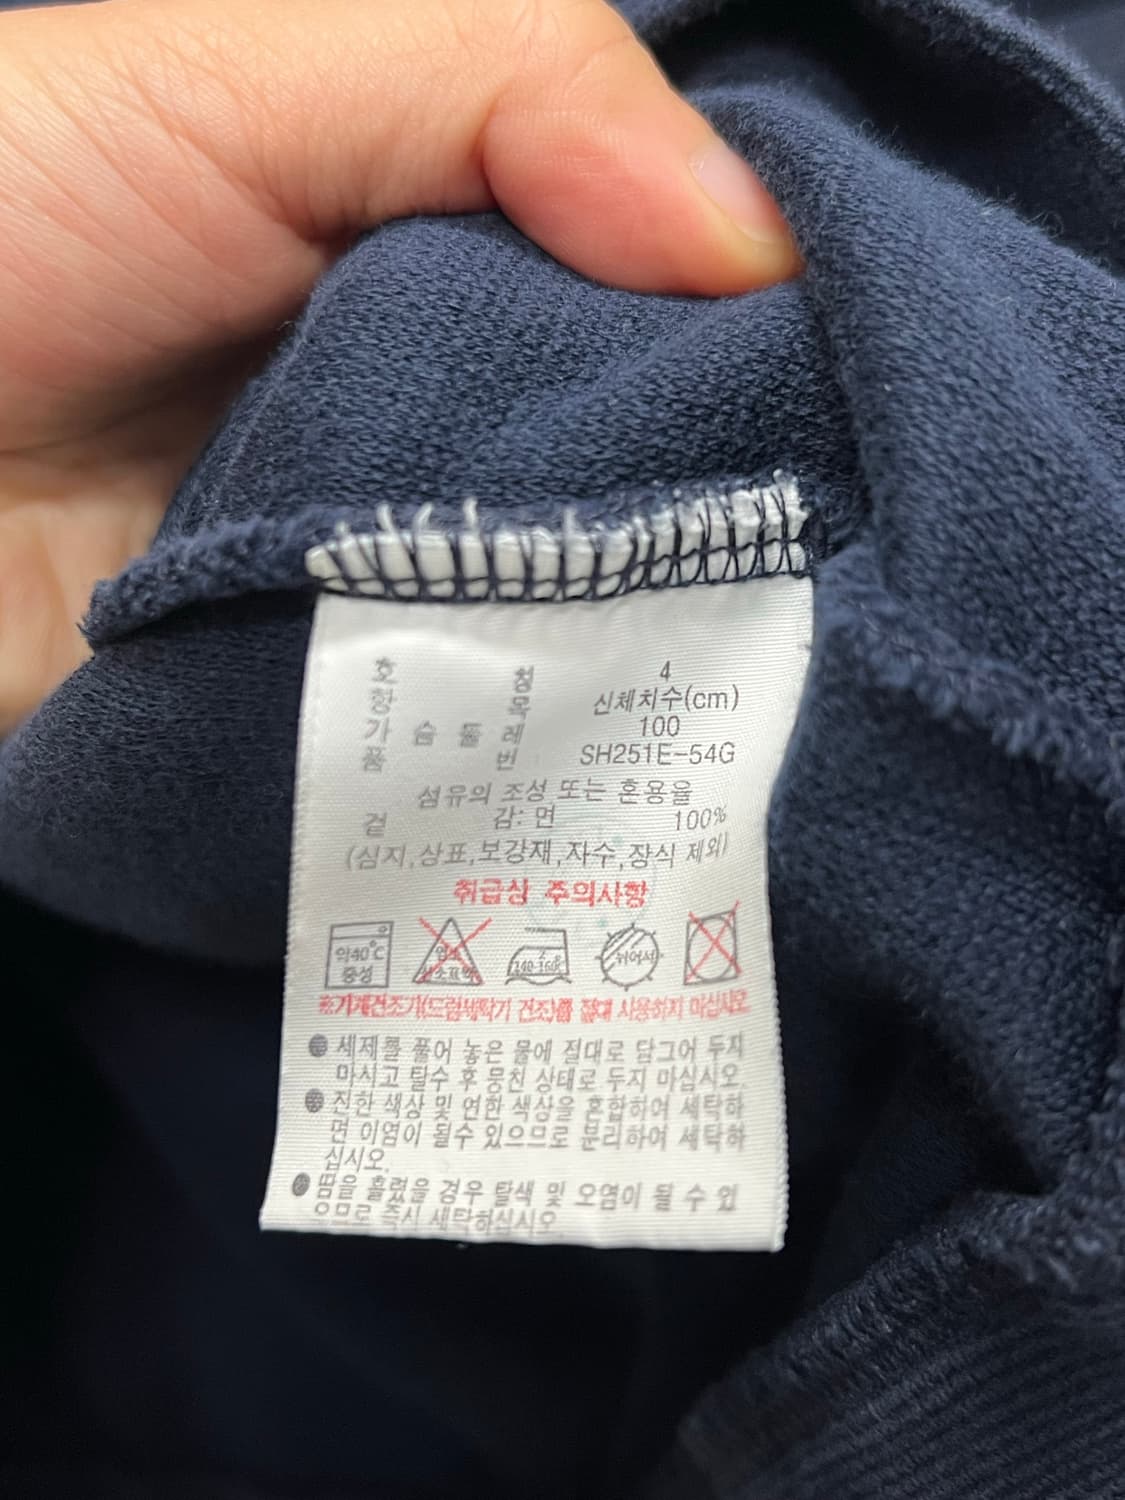 호 칭 4
항 목 신체치수(cm)
가 슴 둘 레 100
품 번 SH251E-54G
섬유의 조성 또는 혼용율
겉 감: 면 100%
(심지,상표,보강재,자수,장식 제외)
취급상 주의사항
약40℃
중성
염소
산소표백
140-160℃
뉘어서
※기계건조기(드럼세탁기 건조)를 절대 사용하지 마십시오
● 세제를 풀어 놓은 물에 절대로 담그어 두지
마시고 탈수 후 뭉친 상태로 두지 마십시오.
● 진한 색상 및 연한 색상을 혼합하여 세탁하
면 이염이 될수 있으므로 분리하여 세탁하
십시오.
● 땀을 흘렸을 경우 탈색 및 오염이 될 수 있
으므로 즉시 세탁하십시오